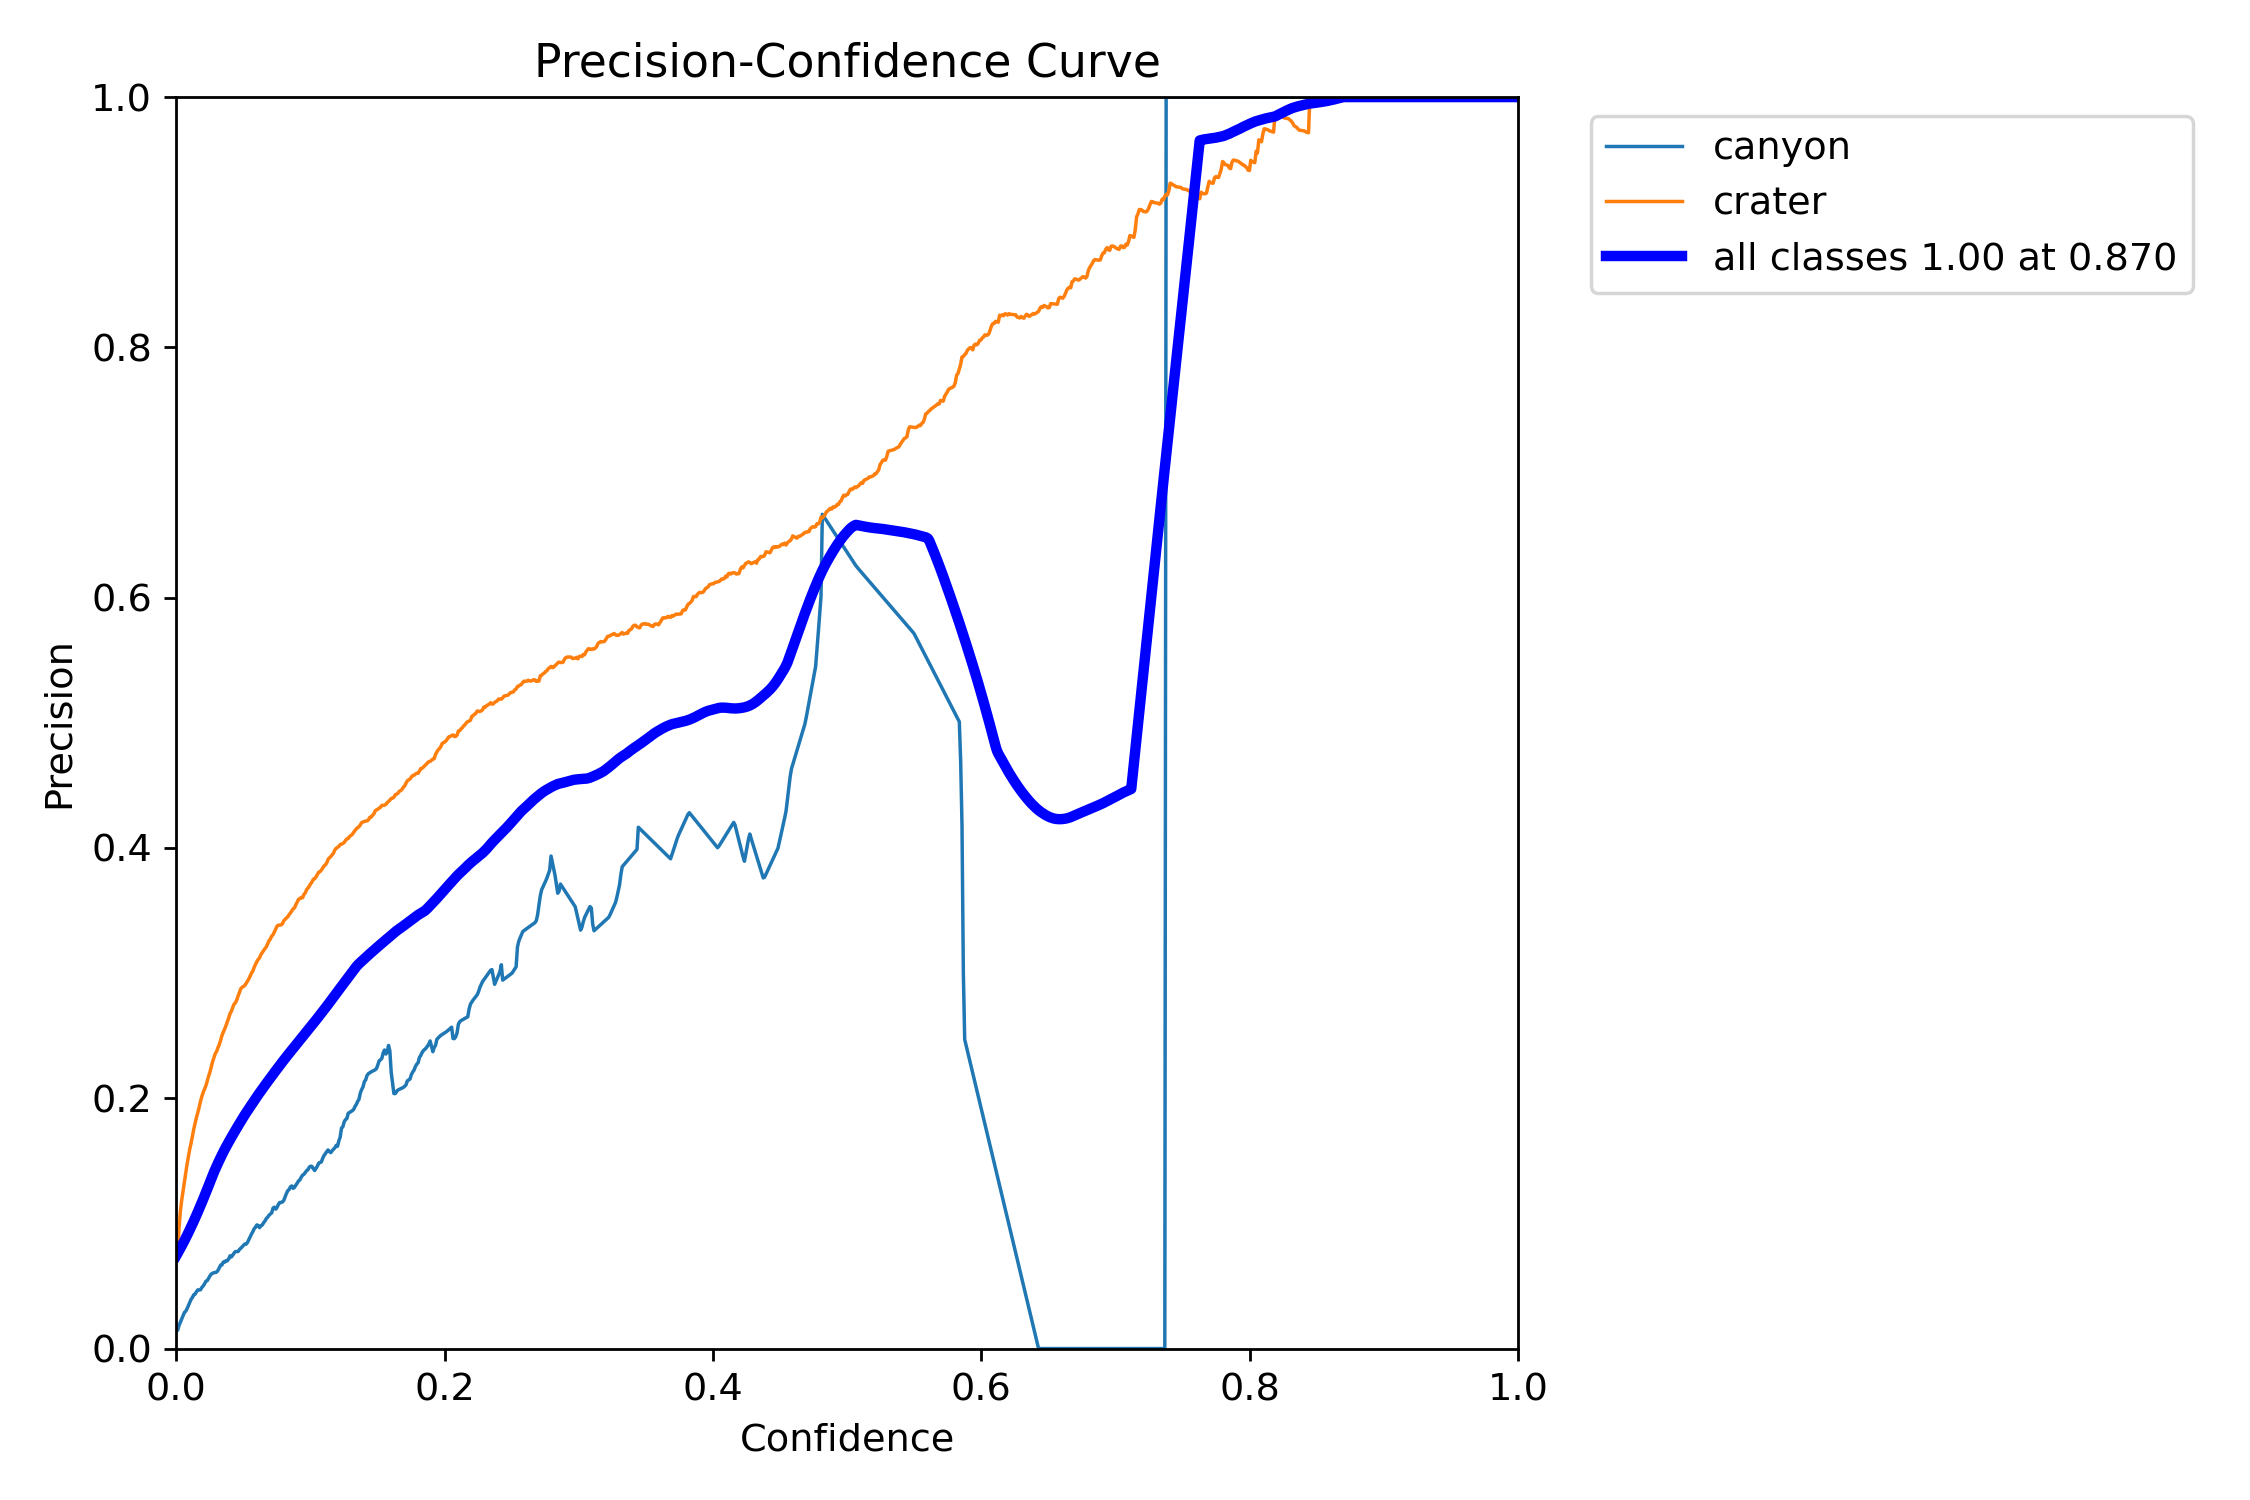 Precision-Confidence Curve
1.0
0.8
0.6
0.4
0.2
0.0
Precision
0.0 0.2 0.4 0.6 0.8 1.0
Confidence
canyon
crater
all classes 1.00 at 0.870